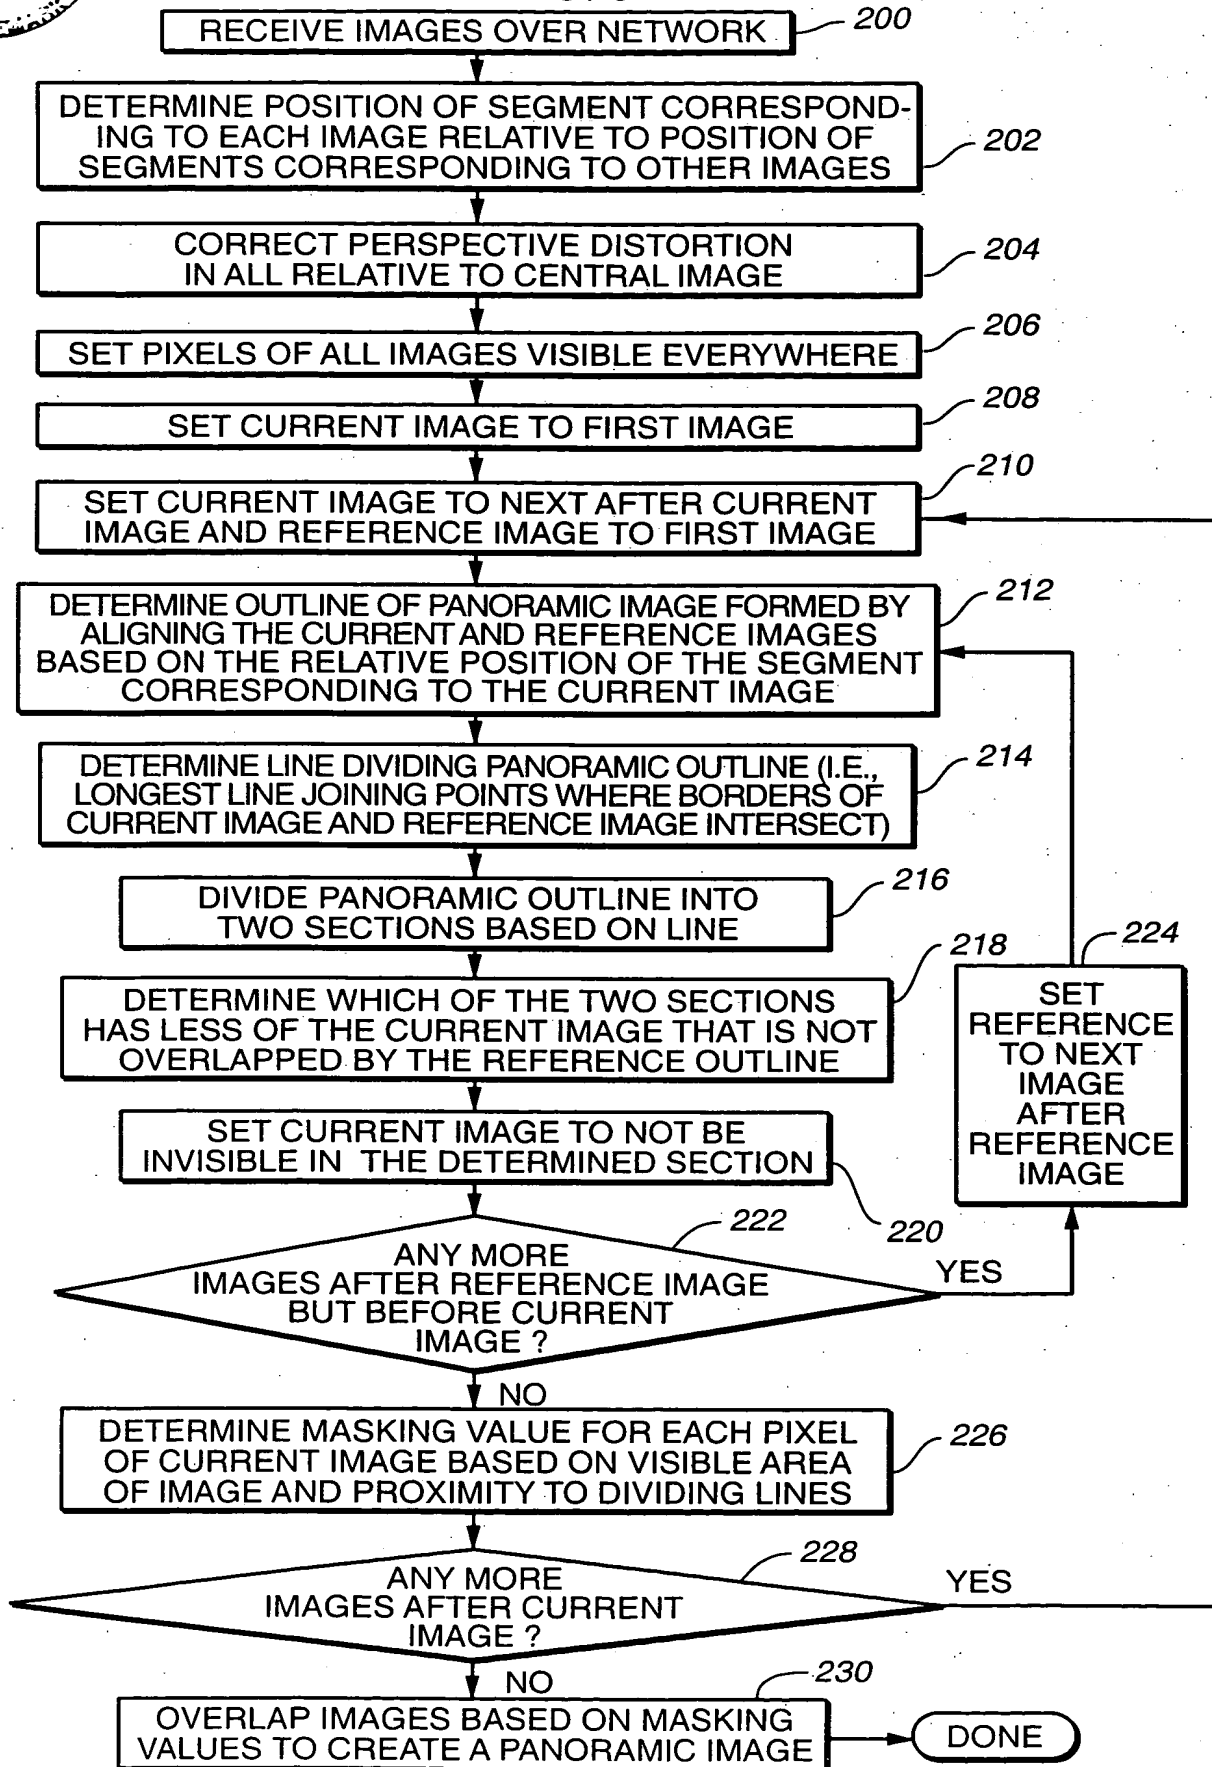 RECEIVE IMAGES OVER NETWORK
200
DETERMINE POSITION OF SEGMENT CORRESPOND-
ING TO EACH IMAGE RELATIVE TO POSITION OF
SEGMENTS CORRESPONDING TO OTHER IMAGES
202
CORRECT PERSPECTIVE DISTORTION
IN ALL RELATIVE TO CENTRAL IMAGE
204
SET PIXELS OF ALL IMAGES VISIBLE EVERYWHERE
206
SET CURRENT IMAGE TO FIRST IMAGE
208
SET CURRENT IMAGE TO NEXT AFTER CURRENT
IMAGE AND REFERENCE IMAGE TO FIRST IMAGE
210
DETERMINE OUTLINE OF PANORAMIC IMAGE FORMED BY
ALIGNING THE CURRENT AND REFERENCE IMAGES
BASED ON THE RELATIVE POSITION OF THE SEGMENT
CORRESPONDING TO THE CURRENT IMAGE
212
DETERMINE LINE DIVIDING PANORAMIC OUTLINE (I.E.,
LONGEST LINE JOINING POINTS WHERE BORDERS OF
CURRENT IMAGE AND REFERENCE IMAGE INTERSECT)
214
DIVIDE PANORAMIC OUTLINE INTO
TWO SECTIONS BASED ON LINE
216
DETERMINE WHICH OF THE TWO SECTIONS
HAS LESS OF THE CURRENT IMAGE THAT IS NOT
OVERLAPPED BY THE REFERENCE OUTLINE
218
SET CURRENT IMAGE TO NOT BE
INVISIBLE IN THE DETERMINED SECTION
220
ANY MORE
IMAGES AFTER REFERENCE IMAGE
BUT BEFORE CURRENT
IMAGE ?
222
YES
SET
REFERENCE
TO NEXT
IMAGE
AFTER
REFERENCE
IMAGE
224
NO
DETERMINE MASKING VALUE FOR EACH PIXEL
OF CURRENT IMAGE BASED ON VISIBLE AREA
OF IMAGE AND PROXIMITY TO DIVIDING LINES
226
ANY MORE
IMAGES AFTER CURRENT
IMAGE ?
228
YES
NO
OVERLAP IMAGES BASED ON MASKING
VALUES TO CREATE A PANORAMIC IMAGE
230
DONE